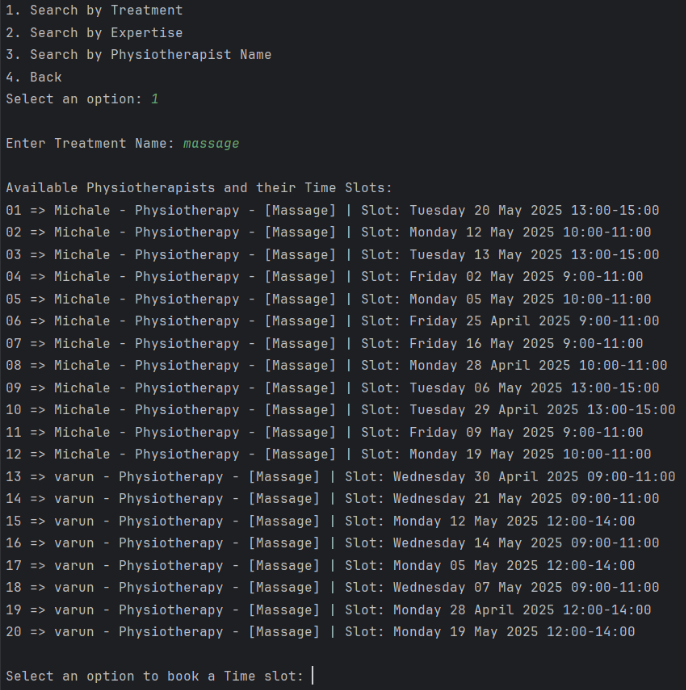 1. Search by Treatment
2. Search by Expertise
3. Search by Physiotherapist Name
4. Back
Select an option: 1
Enter Treatment Name: massage
Available Physiotherapists and their Time Slots:
01 => Michale - Physiotherapy - [Massage] | Slot: Tuesday 20 May 2025 13:00-15:00
02 => Michale - Physiotherapy - [Massage] | Slot: Monday 12 May 2025 10:00-11:00
03 => Michale - Physiotherapy - [Massage] | Slot: Tuesday 13 May 2025 13:00-15:00
04 => Michale - Physiotherapy - [Massage] | Slot: Friday 02 May 2025 9:00-11:00
05 => Michale - Physiotherapy - [Massage] | Slot: Monday 05 May 2025 10:00-11:00
06 => Michale - Physiotherapy - [Massage] | Slot: Friday 25 April 2025 9:00-11:00
07 => Michale - Physiotherapy - [Massage] | Slot: Friday 16 May 2025 9:00-11:00
08 => Michale - Physiotherapy - [Massage] | Slot: Monday 28 April 2025 10:00-11:00
09 => Michale - Physiotherapy - [Massage] | Slot: Tuesday 06 May 2025 13:00-15:00
10 => Michale - Physiotherapy - [Massage] | Slot: Tuesday 29 April 2025 13:00-15:00
11 => Michale - Physiotherapy - [Massage] | Slot: Friday 09 May 2025 9:00-11:00
12 => Michale - Physiotherapy - [Massage] | Slot: Monday 19 May 2025 10:00-11:00
13 => varun - Physiotherapy - [Massage] | Slot: Wednesday 30 April 2025 09:00-11:00
14 => varun - Physiotherapy - [Massage] | Slot: Wednesday 21 May 2025 09:00-11:00
15 => varun - Physiotherapy - [Massage] | Slot: Monday 12 May 2025 12:00-14:00
16 => varun - Physiotherapy - [Massage] | Slot: Wednesday 14 May 2025 09:00-11:00
17 => varun - Physiotherapy - [Massage] | Slot: Monday 05 May 2025 12:00-14:00
18 => varun - Physiotherapy - [Massage] | Slot: Wednesday 07 May 2025 09:00-11:00
19 => varun - Physiotherapy - [Massage] | Slot: Monday 28 April 2025 12:00-14:00
20 => varun - Physiotherapy - [Massage] | Slot: Monday 19 May 2025 12:00-14:00
Select an option to book a Time slot: